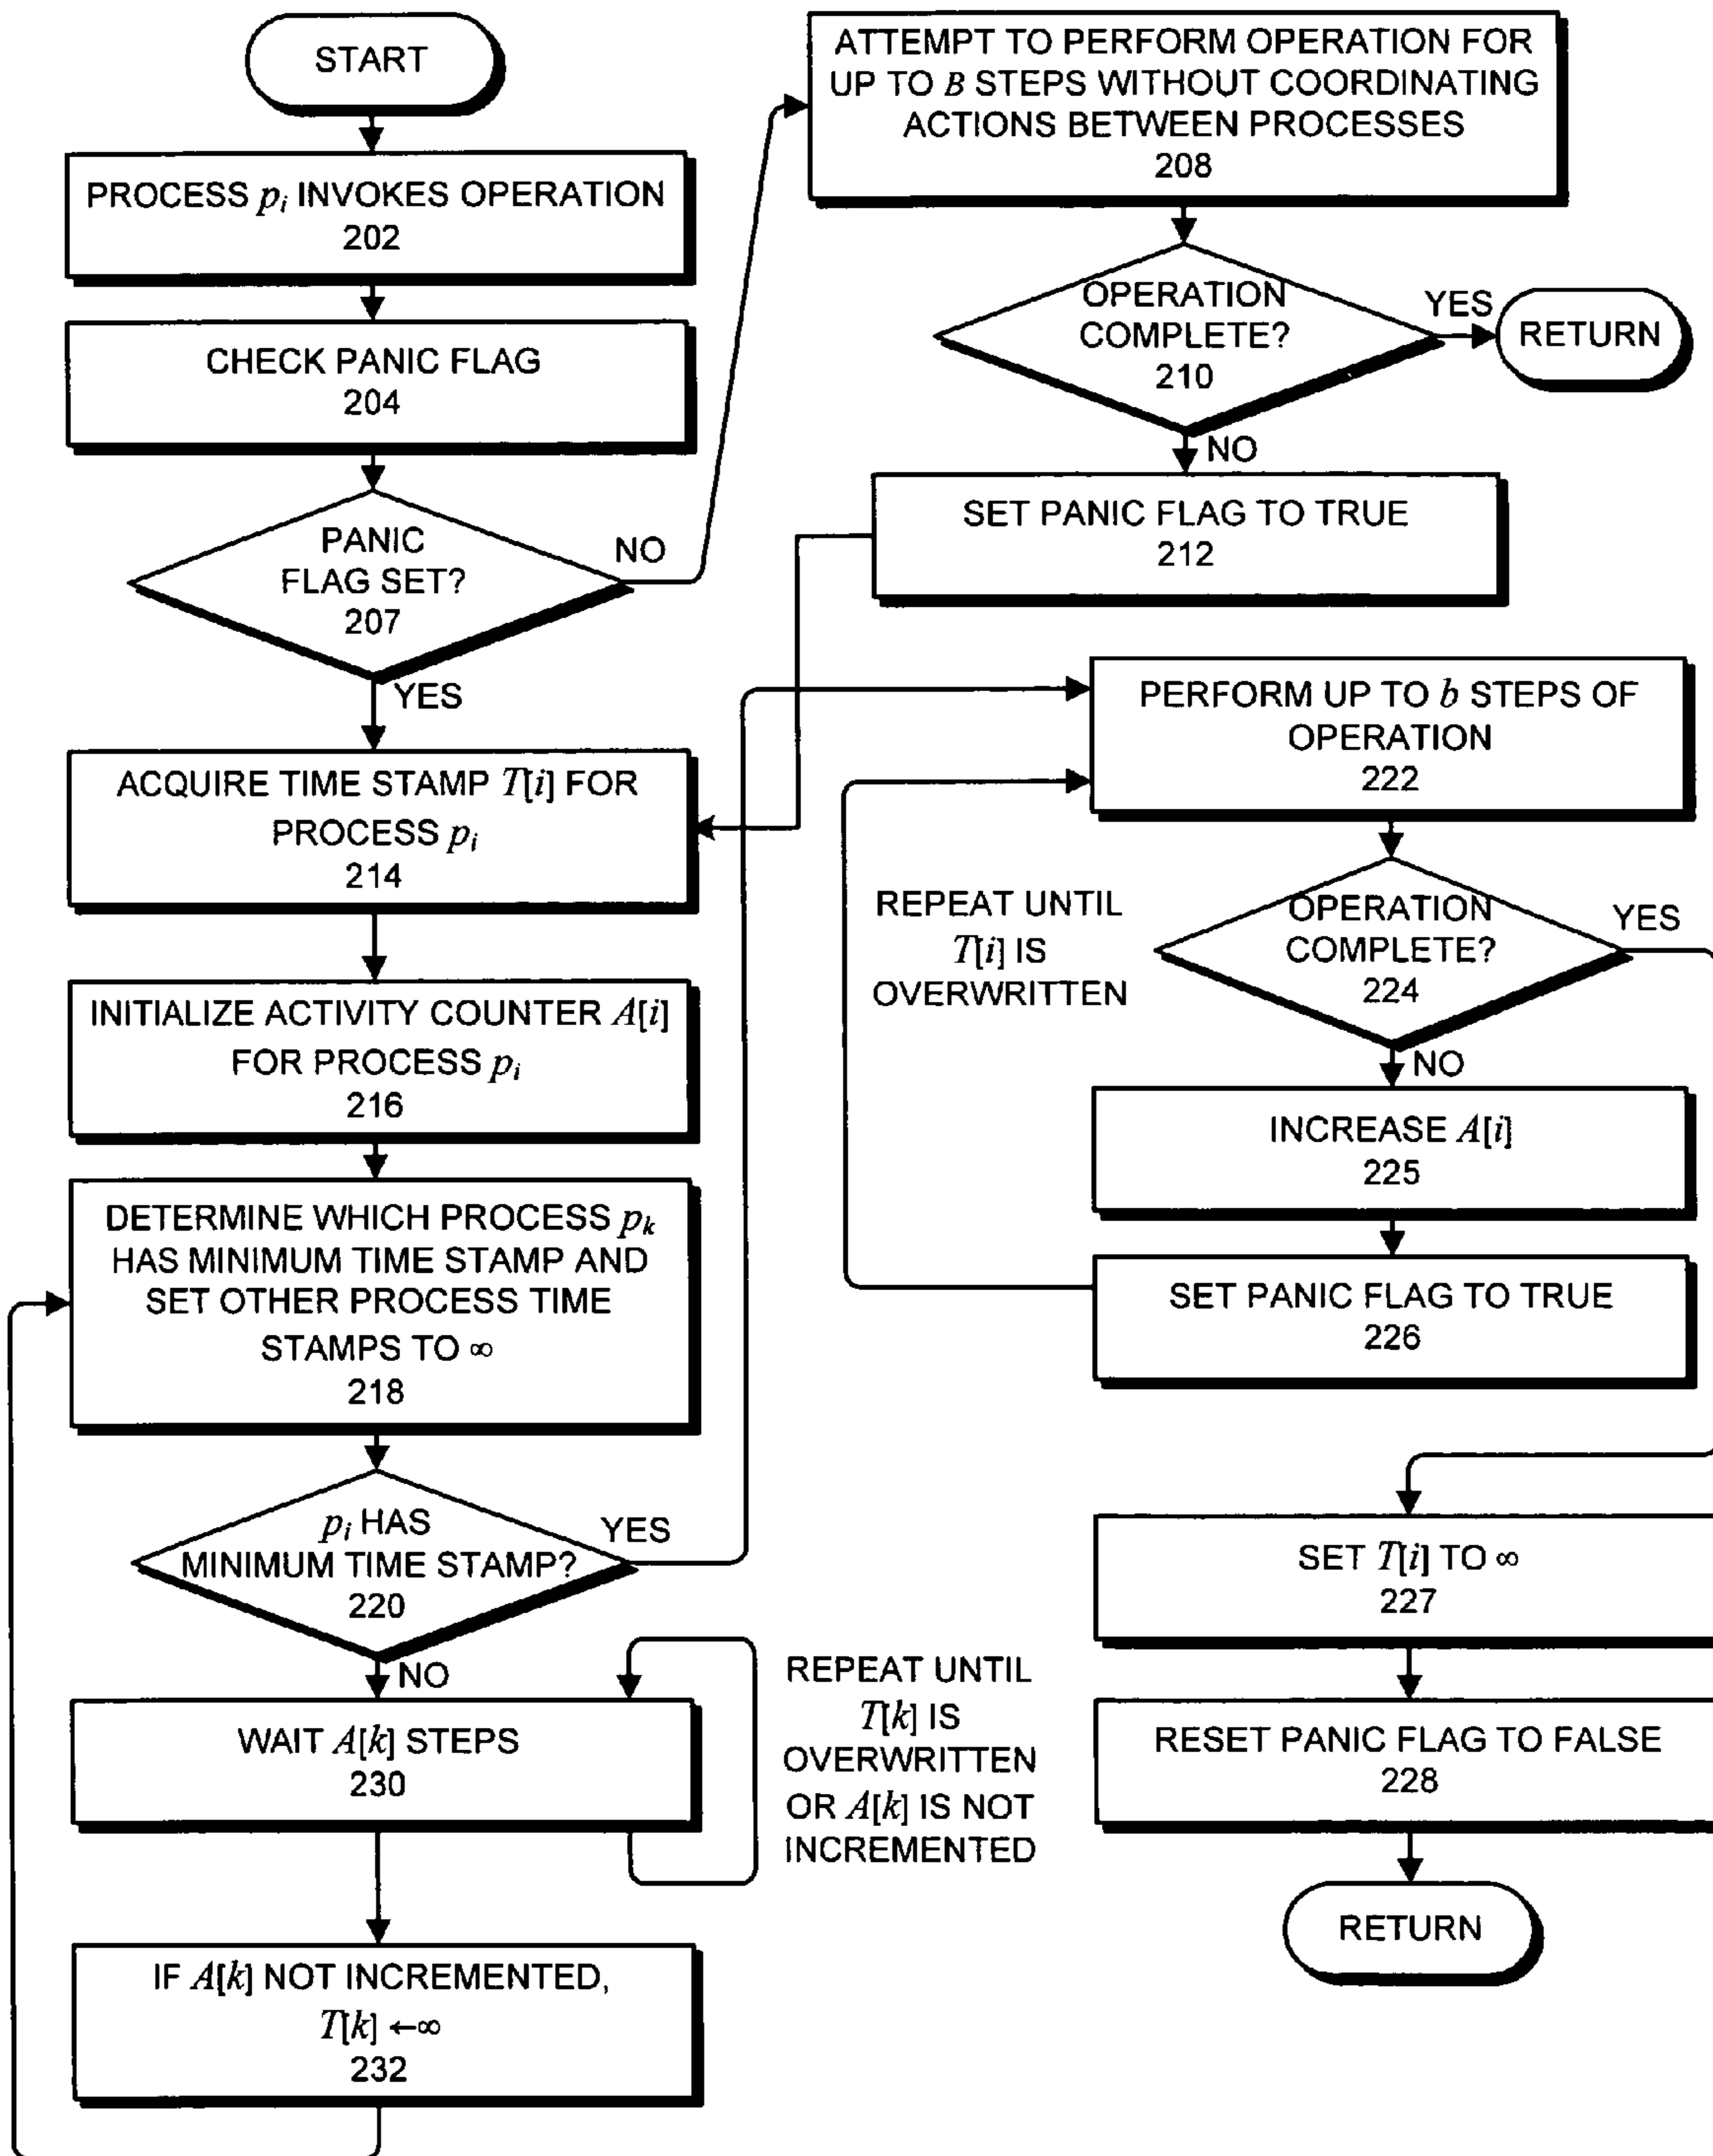 START
PROCESS pi INVOKES OPERATION
202
CHECK PANIC FLAG
204
PANIC
FLAG SET?
207
NO
YES
ATTEMPT TO PERFORM OPERATION FOR
UP TO B STEPS WITHOUT COORDINATING
ACTIONS BETWEEN PROCESSES
208
OPERATION
COMPLETE?
210
YES
RETURN
NO
SET PANIC FLAG TO TRUE
212
ACQUIRE TIME STAMP T[i] FOR
PROCESS pi
214
INITIALIZE ACTIVITY COUNTER A[i]
FOR PROCESS pi
216
DETERMINE WHICH PROCESS pk
HAS MINIMUM TIME STAMP AND
SET OTHER PROCESS TIME
STAMPS TO ∞
218
pi HAS
MINIMUM TIME STAMP?
220
YES
NO
WAIT A[k] STEPS
230
REPEAT UNTIL
T[k] IS
OVERWRITTEN
OR A[k] IS NOT
INCREMENTED
IF A[k] NOT INCREMENTED,
T[k] ←∞
232
PERFORM UP TO b STEPS OF
OPERATION
222
REPEAT UNTIL
T[i] IS
OVERWRITTEN
OPERATION
COMPLETE?
224
YES
NO
INCREASE A[i]
225
SET PANIC FLAG TO TRUE
226
SET T[i] TO ∞
227
RESET PANIC FLAG TO FALSE
228
RETURN